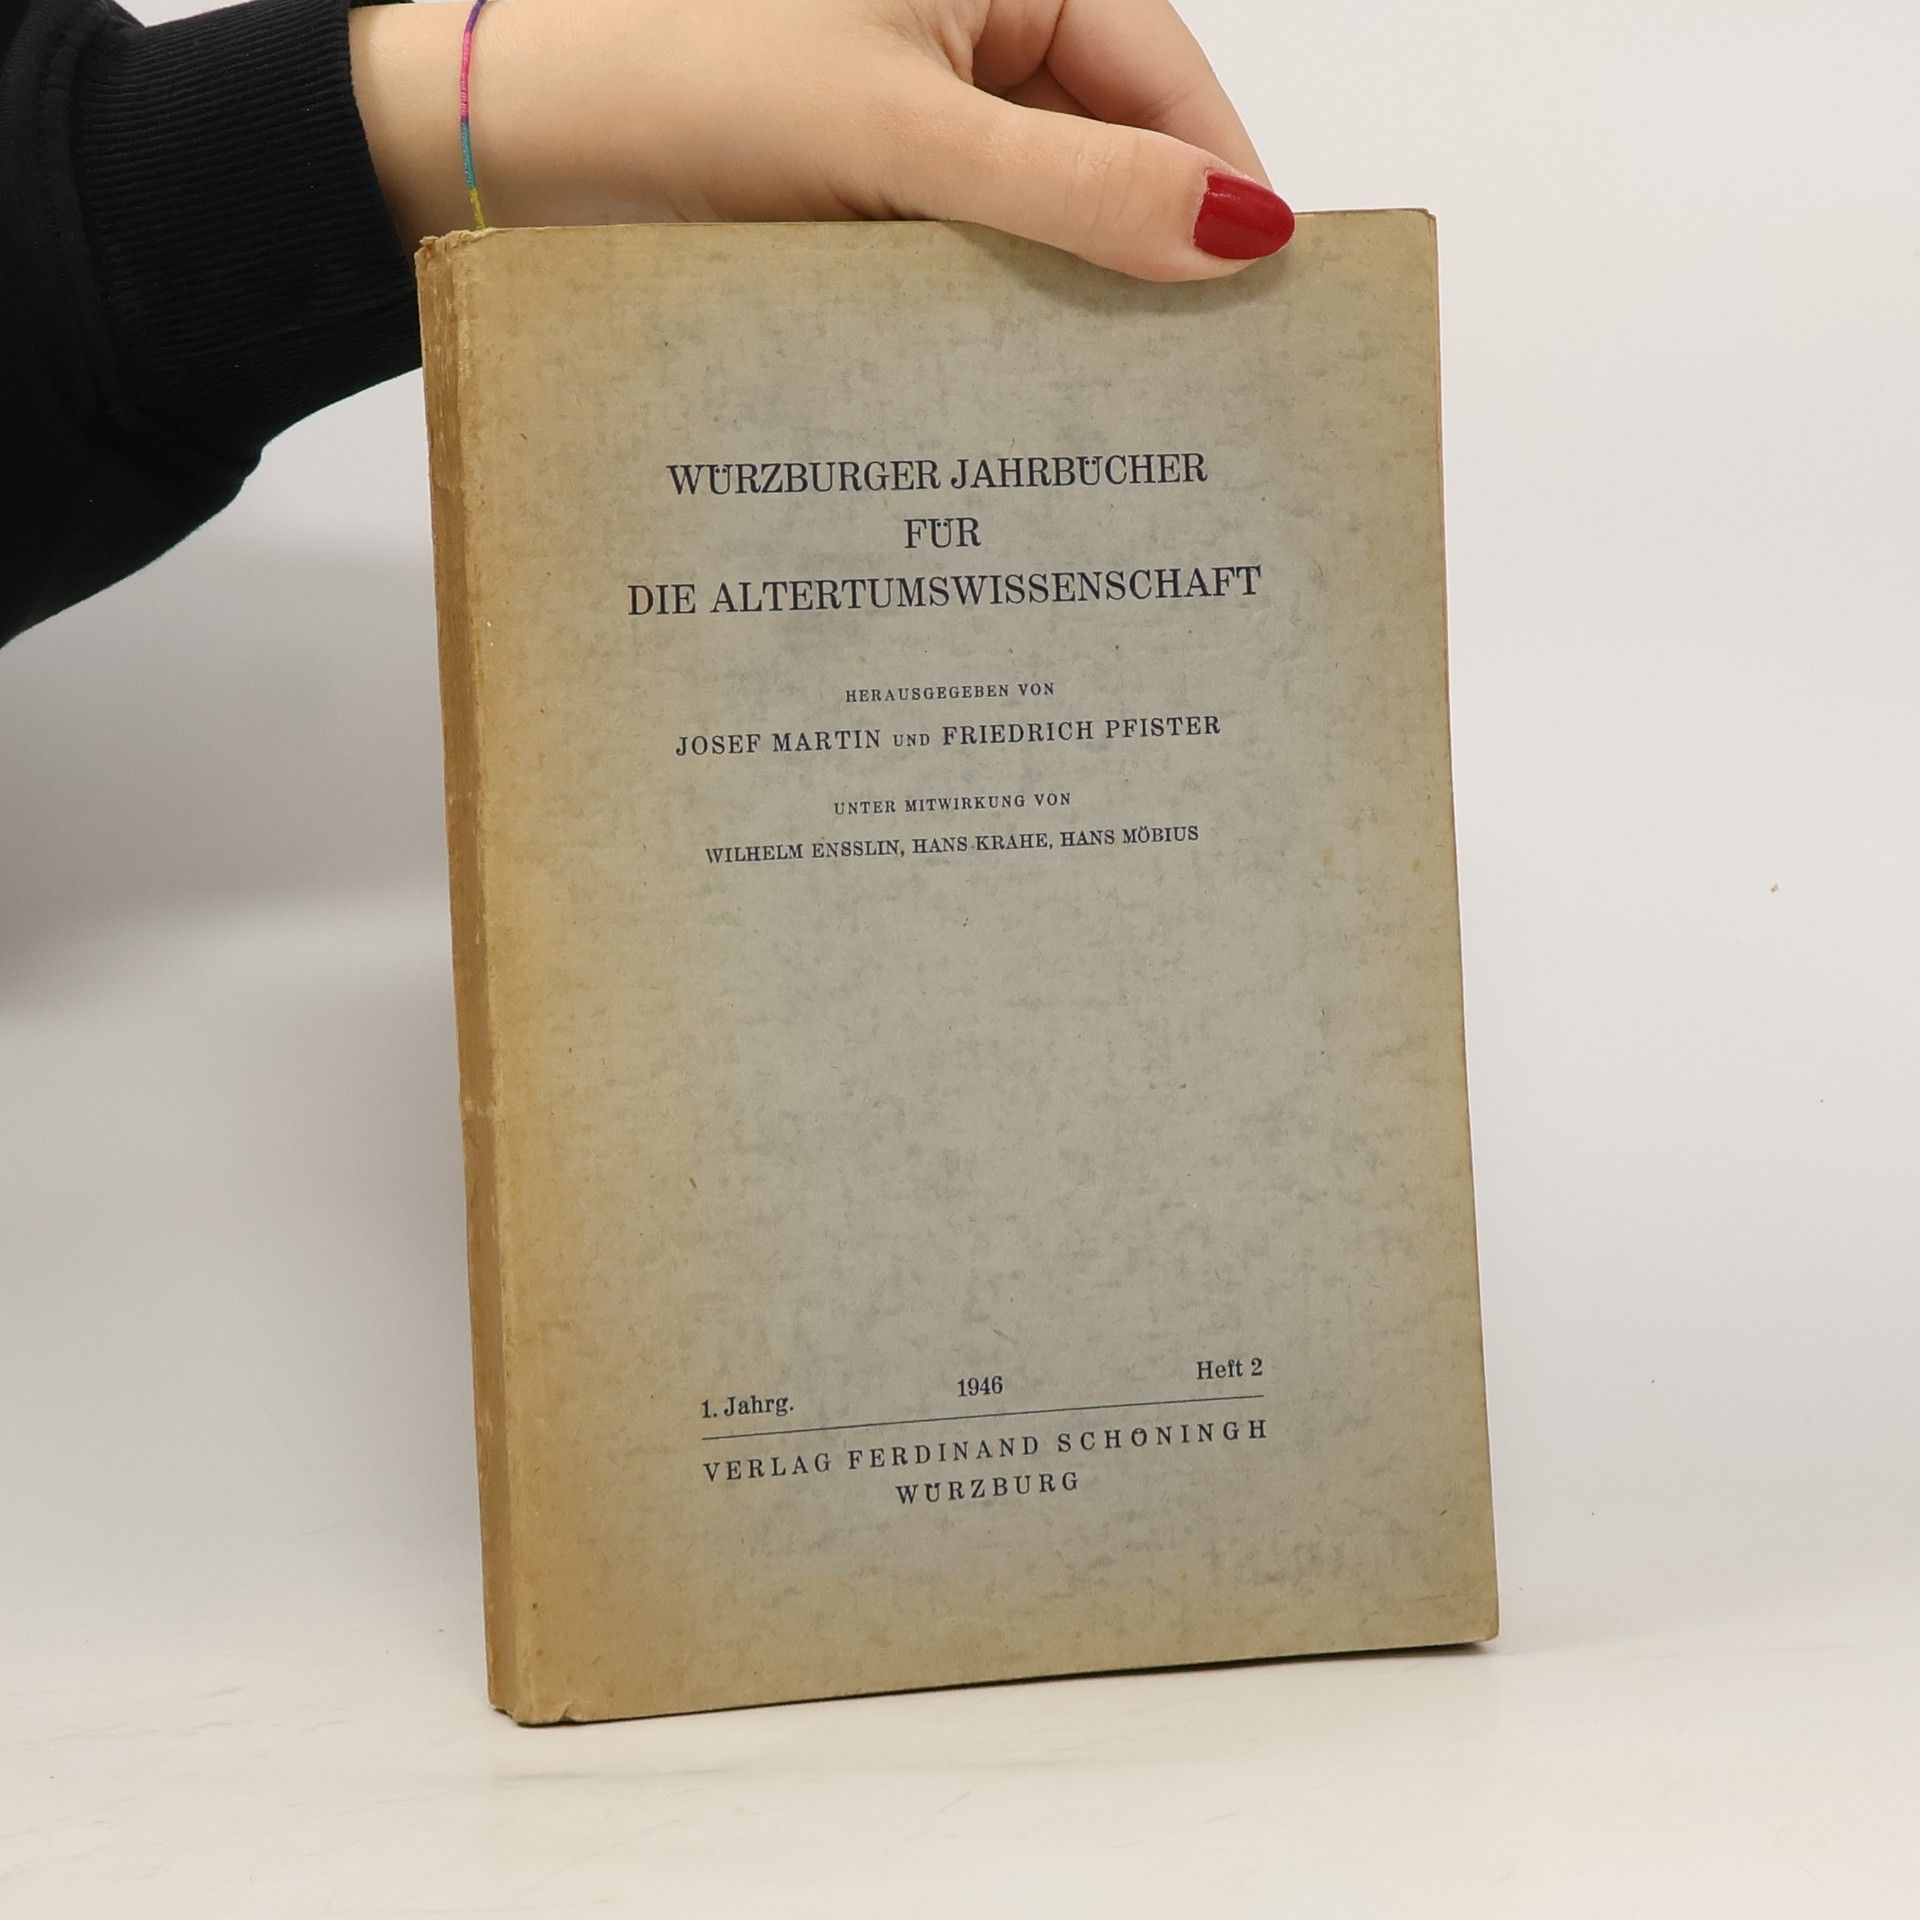 WÜRZBURGER JAHRBÜCHER
FÜR
DIE ALTERTUMSWISSENSCHAFT
HERAUSGEGEBEN VON
JOSEF MARTIN UND FRIEDRICH PFISTER
UNTER MITWIRKUNG VON
WILHELM ENSSLIN, HANS KRAHE, HANS MÖBIUS
1. Jahrg. 1946 Heft 2
VERLAG FERDINAND SCHÖNINGH
WÜRZBURG